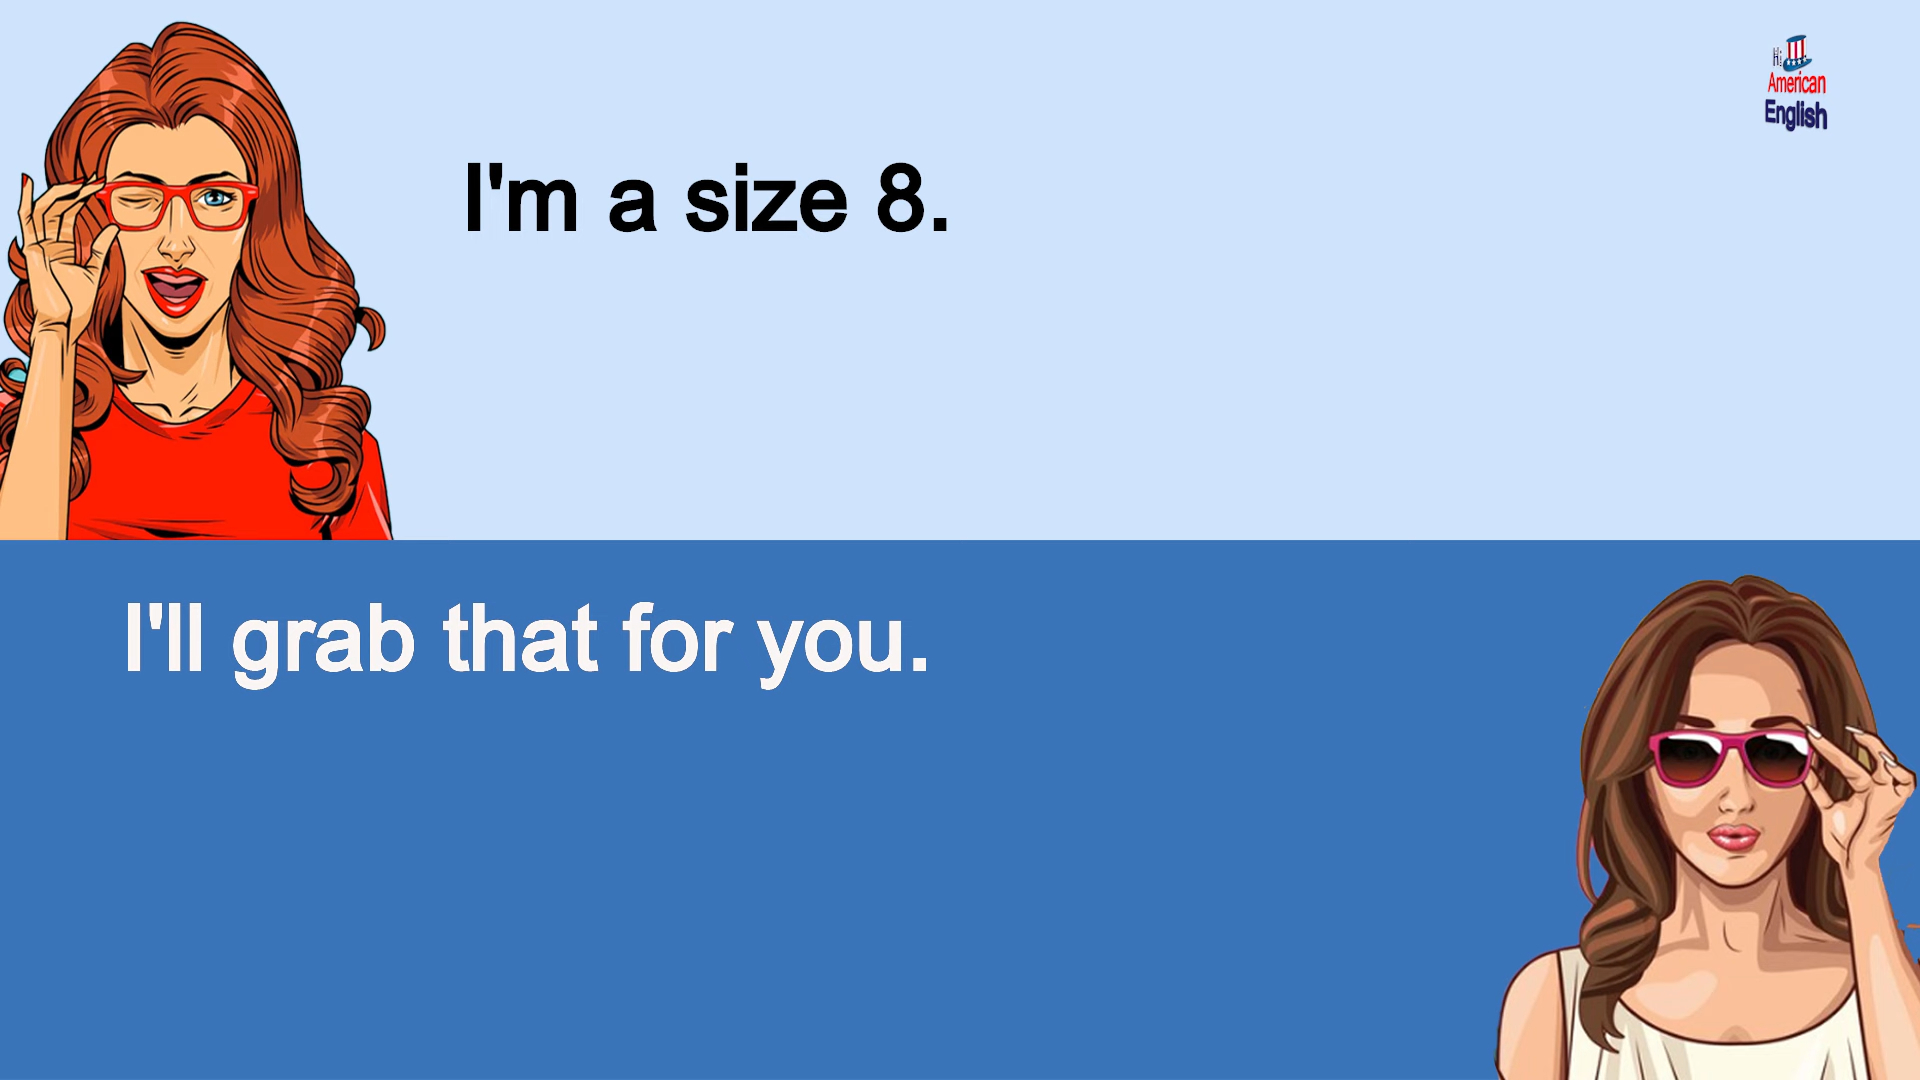 Hi
American
English
I'm a size 8.
I'll grab that for you.